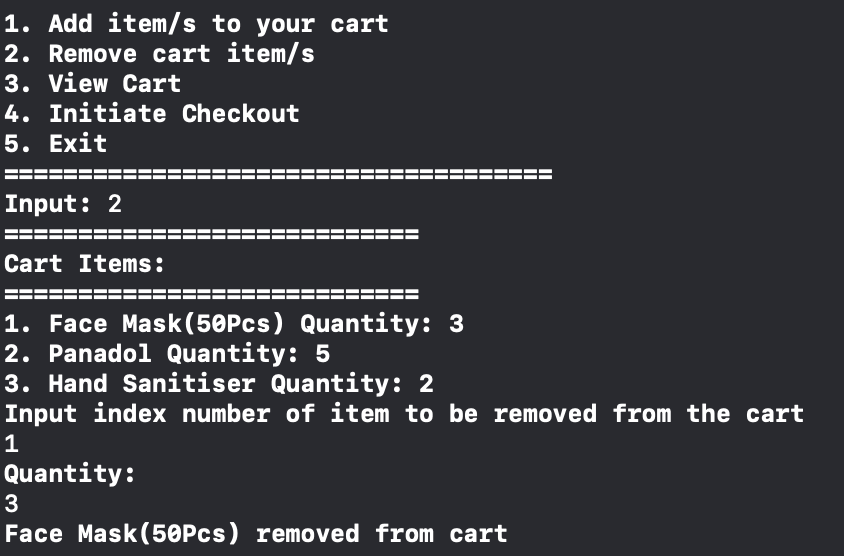 1. Add item/s to your cart
2. Remove cart item/s
3. View Cart
4. Initiate Checkout
5. Exit
=====================================
Input: 2
============================
Cart Items:
============================
1. Face Mask(50Pcs) Quantity: 3
2. Panadol Quantity: 5
3. Hand Sanitiser Quantity: 2
Input index number of item to be removed from the cart
1
Quantity:
3
Face Mask(50Pcs) removed from cart